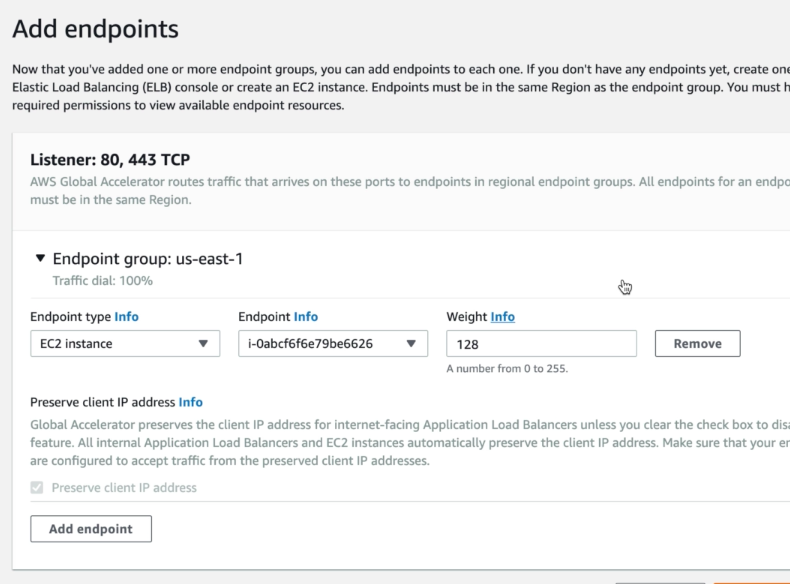 Add endpoints
Now that you've added one or more endpoint groups, you can add endpoints to each one. If you don't have any endpoints yet, create one
Elastic Load Balancing (ELB) console or create an EC2 instance. Endpoints must be in the same Region as the endpoint group. You must
required permissions to view available endpoint resources.
Listener: 80, 443 TCP
AWS Global Accelerator routes traffic that arrives on these ports to endpoints in regional endpoint groups. All endpoints for an
must be in the same Region.
Endpoint group: us-east-1
Traffic dial: 100%
Endpoint type Info
Endpoint Info
Weight Info
EC2 instance
i-0abcf6f6e79be6626
128
Remove
A number from 0 to 255.
Preserve client IP address Info
Global Accelerator preserves the client IP address for internet-facing Application Load Balancers unless you clear the check box to
feature. All internal Application Load Balancers and EC2 instances automatically preserve the client IP address. Make sure that your
are configured to accept traffic from the preserved client IP addresses.
Preserve client IP address
Add endpoint